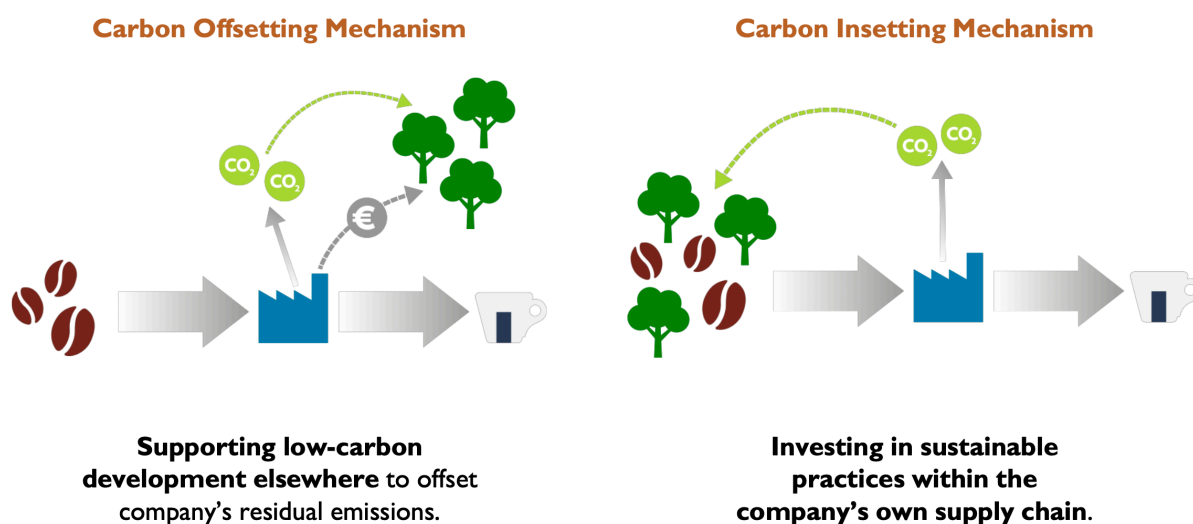 Carbon Offsetting Mechanism
CO₂
CO₂
€
Supporting low-carbon
development elsewhere to offset
company's residual emissions.
Carbon Insetting Mechanism
CO₂
CO₂
Investing in sustainable
practices within the
company's own supply chain.